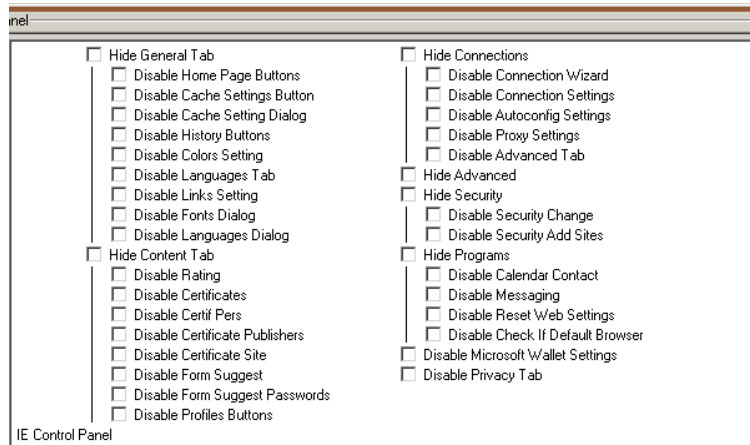 nel
Hide General Tab
Disable Home Page Buttons
Disable Cache Settings Button
Disable Cache Setting Dialog
Disable History Buttons
Disable Colors Setting
Disable Languages Tab
Disable Links Setting
Disable Fonts Dialog
Disable Languages Dialog
Hide Content Tab
Disable Rating
Disable Certificates
Disable Certif Pers
Disable Certificate Publishers
Disable Certificate Site
Disable Form Suggest
Disable Form Suggest Passwords
Disable Profiles Buttons
Hide Connections
Disable Connection Wizard
Disable Connection Settings
Disable Autoconfig Settings
Disable Proxy Settings
Disable Advanced Tab
Hide Advanced
Hide Security
Disable Security Change
Disable Security Add Sites
Hide Programs
Disable Calendar Contact
Disable Messaging
Disable Reset Web Settings
Disable Check If Default Browser
Disable Microsoft Wallet Settings
Disable Privacy Tab
IE Control Panel